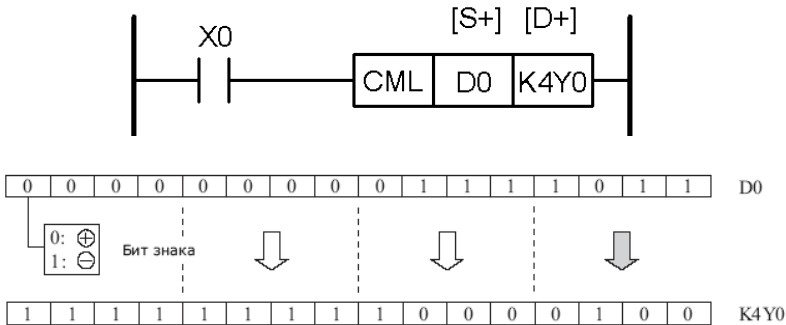 [S+] [D+]
X0
CML D0 K4Y0
0 0 0 0 0 0 0 0 0 1 1 1 1 0 1 1 D0
0: ⊕
1: ⊖
Бит знака
1 1 1 1 1 1 1 1 1 0 0 0 0 1 0 0 K4Y0